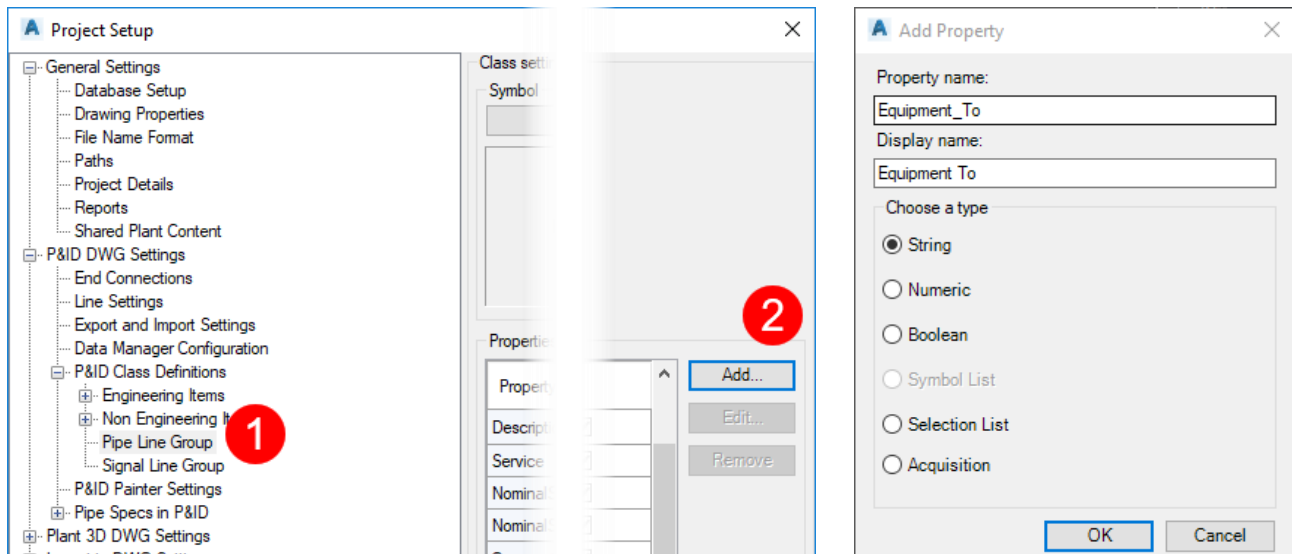 Project Setup
General Settings
Database Setup
Drawing Properties
File Name Format
Paths
Project Details
Reports
Shared Plant Content
P&ID DWG Settings
End Connections
Line Settings
Export and Import Settings
Data Manager Configuration
P&ID Class Definitions
Engineering Items
Non Engineering
1
Pipe Line Group
Signal Line Group
P&ID Painter Settings
Pipe Specs in P&ID
Plant 3D DWG Settings
Class
Symbol
2
Add...
Edit...
Remove
Service
Add Property
Property name:
Equipment_To
Display name:
Equipment To
Choose a type
String
Numeric
Boolean
Symbol List
Selection List
Acquisition
OK
Cancel